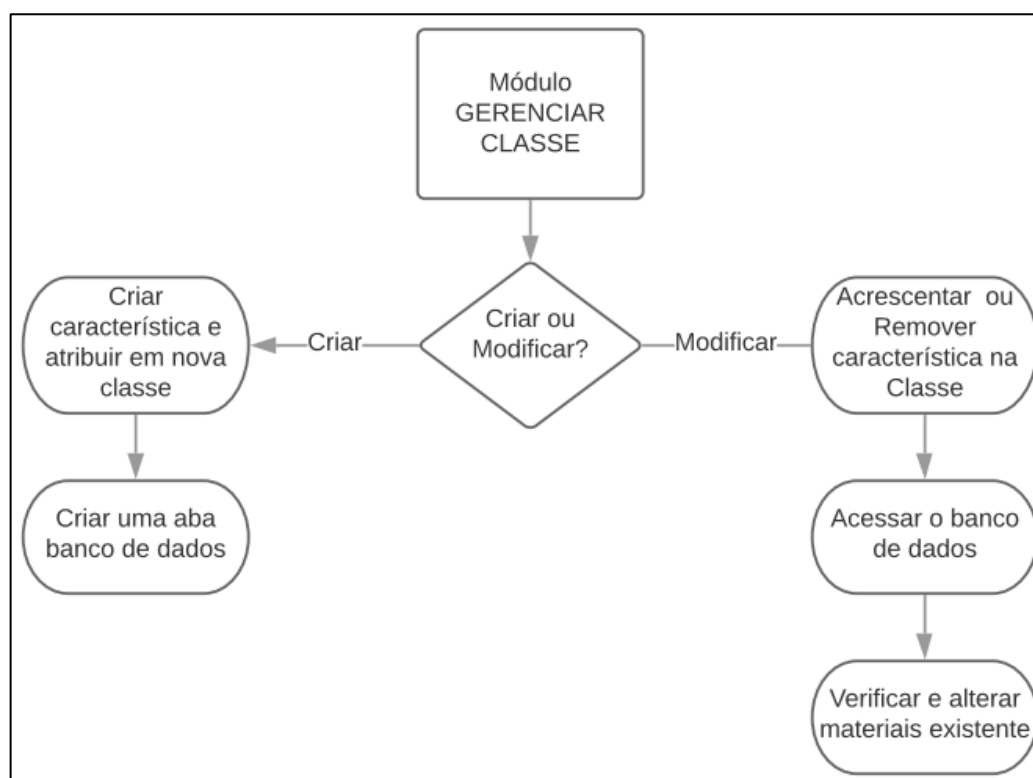 Módulo
GERENCIAR
CLASSE
Criar ou
Modificar?
Criar
Modificar
Criar
característica e
atribuir em nova
classe
Criar uma aba
banco de dados
Acrescentar ou
Remover
característica na
Classe
Acessar o banco
de dados
Verificar e alterar
materiais existente